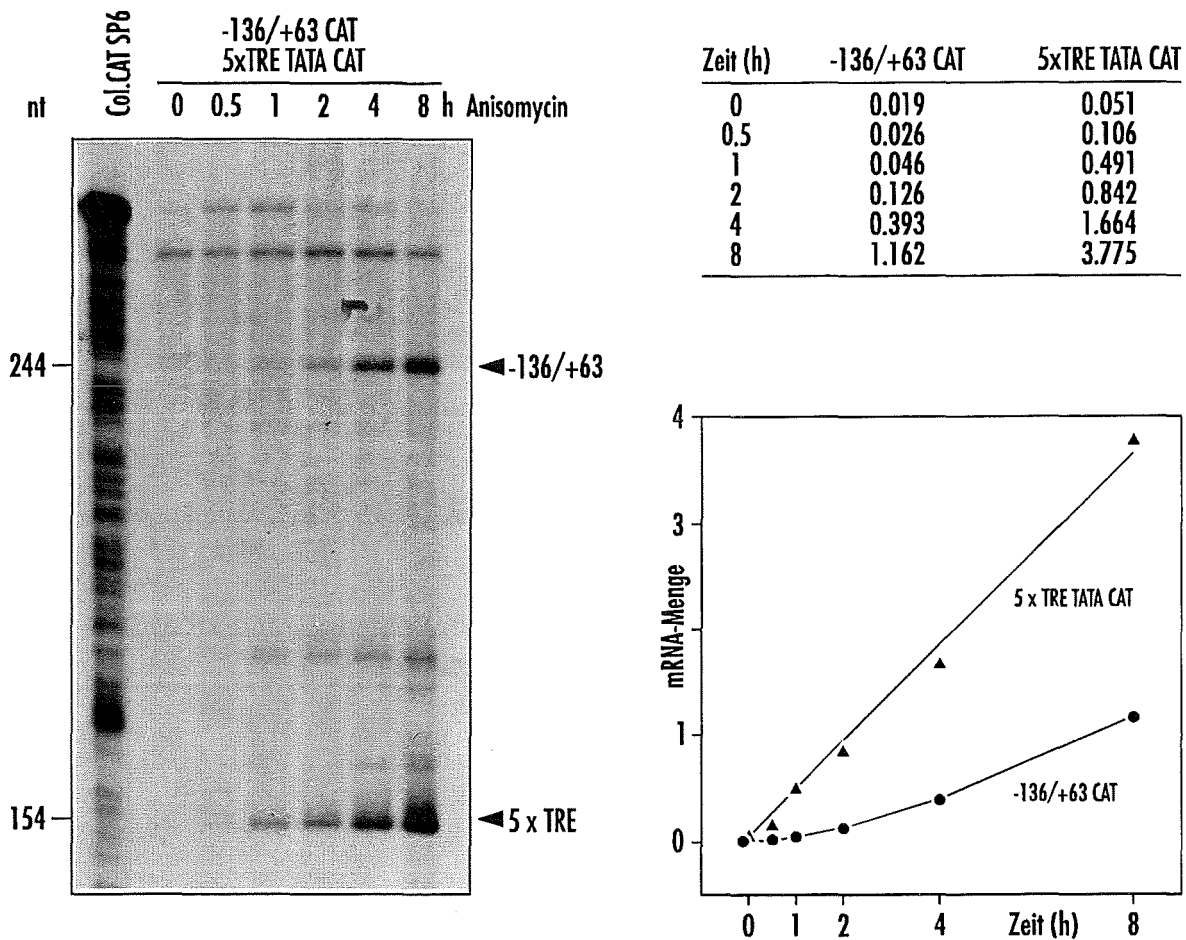 Col.CAT SP6
-136/+63 CAT
5xTRE TATA CAT
nt
0 0.5 1 2 4 8 h Anisomycin
244
-136/+63
154
5 x TRE
Zeit (h) -136/+63 CAT 5xTRE TATA CAT
0 0.019 0.051
0.5 0.026 0.106
1 0.046 0.491
2 0.126 0.842
4 0.393 1.664
8 1.162 3.775
4
3
1
0
mRNA-Menge
5 x TRE TATA CAT
-136/+63 CAT
0 1 2 4 Zeit (h) 8